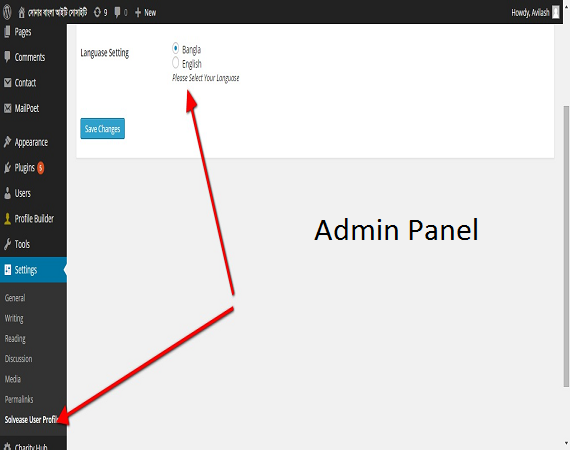 সোনার বাংলা আইটি সোসাইটি 9 0 + New Howdy, Avilash
Pages
Comments
Contact
MailPoet
Appearance
Plugins 5
Users
Profile Builder
Tools
Settings
General
Writing
Reading
Discussion
Media
Permalinks
Solvease User Profile
Charity Hub
Language Setting
Bangla
English
Please Select Your Language
Save Changes
Admin Panel